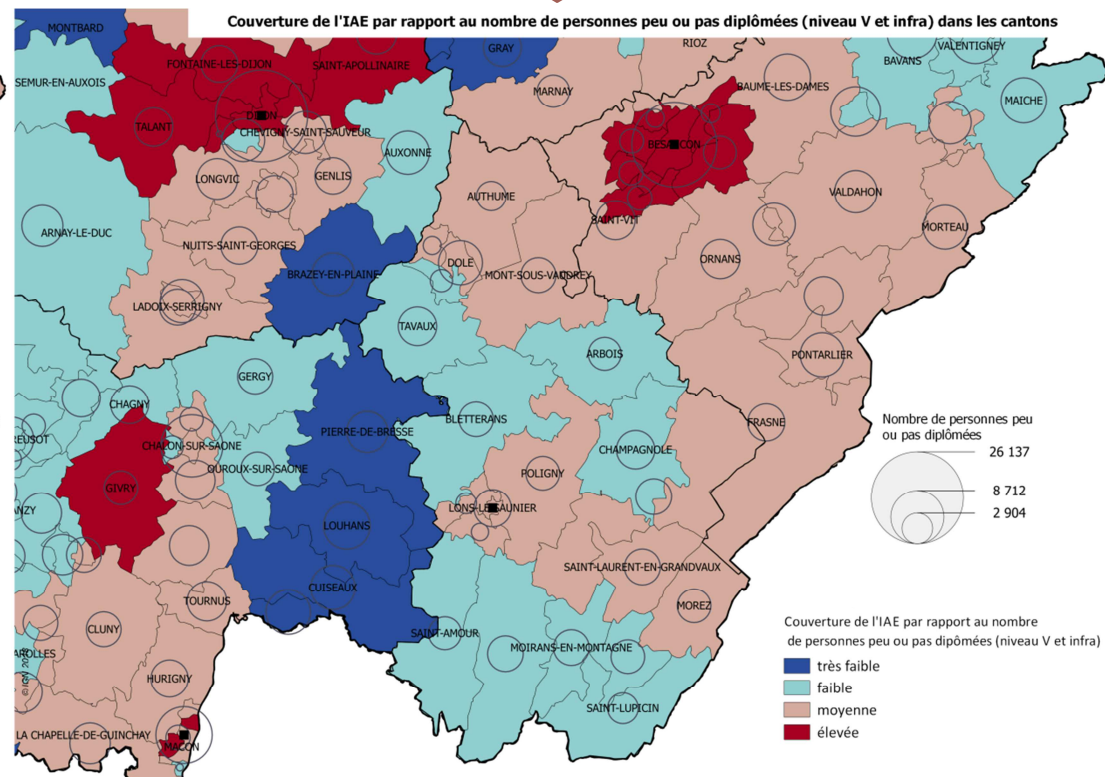 Couverture de l'IAE par rapport au nombre de personnes peu ou pas diplômées (niveau V et infra) dans les cantons
MONTBARD
GRAY
RIOZ
VALENTIGNEY
FONTAINE-LES-DIJON
SAINT-APOLLINAIRE
BAVANS
SEMUR-EN-AUXOIS
MARNAY
BAUME-LES-DAMES
MAICHE
DIJON
TALANT
CHEVIGNY-SAINT-SAUVEUR
BESANCON
AUXONNE
LONGVIC
GENLIS
AUTHUME
VALDAHON
SAINT-VIT
MORTEAU
ARNAY-LE-DUC
NUITS-SAINT-GEORGES
ORNANS
DOLE
BRAZEY-EN-PLAINE
MONT-SOUS-VAUDREY
LADOIX-SERRIGNY
TAVAUX
ARBOIS
PONTARLIER
GERGY
CHAGNY
BLETTERANS
FRASNE
PIERRE-DE-BRESSE
REUSOT
CHALON-SUR-SAONE
CHAMPAGNOLE
OUROUX-SUR-SAONE
POLIGNY
GIVRY
ANZY
LONS-LE-SAUNIER
LOUHANS
SAINT-LAURENT-EN-GRANDVAUX
CUISEAUX
TOURNUS
MOREZ
CLUNY
SAINT-AMOUR
MOIRANS-EN-MONTAGNE
AROLLES
HURIGNY
SAINT-LUPICIN
LA CHAPELLE-DE-GUINCHAY
MACON
Nombre de personnes peu
ou pas diplômées
26 137
8 712
2 904
Couverture de l'IAE par rapport au nombre
de personnes peu ou pas dipômées (niveau V et infra)
très faible
faible
moyenne
élevée